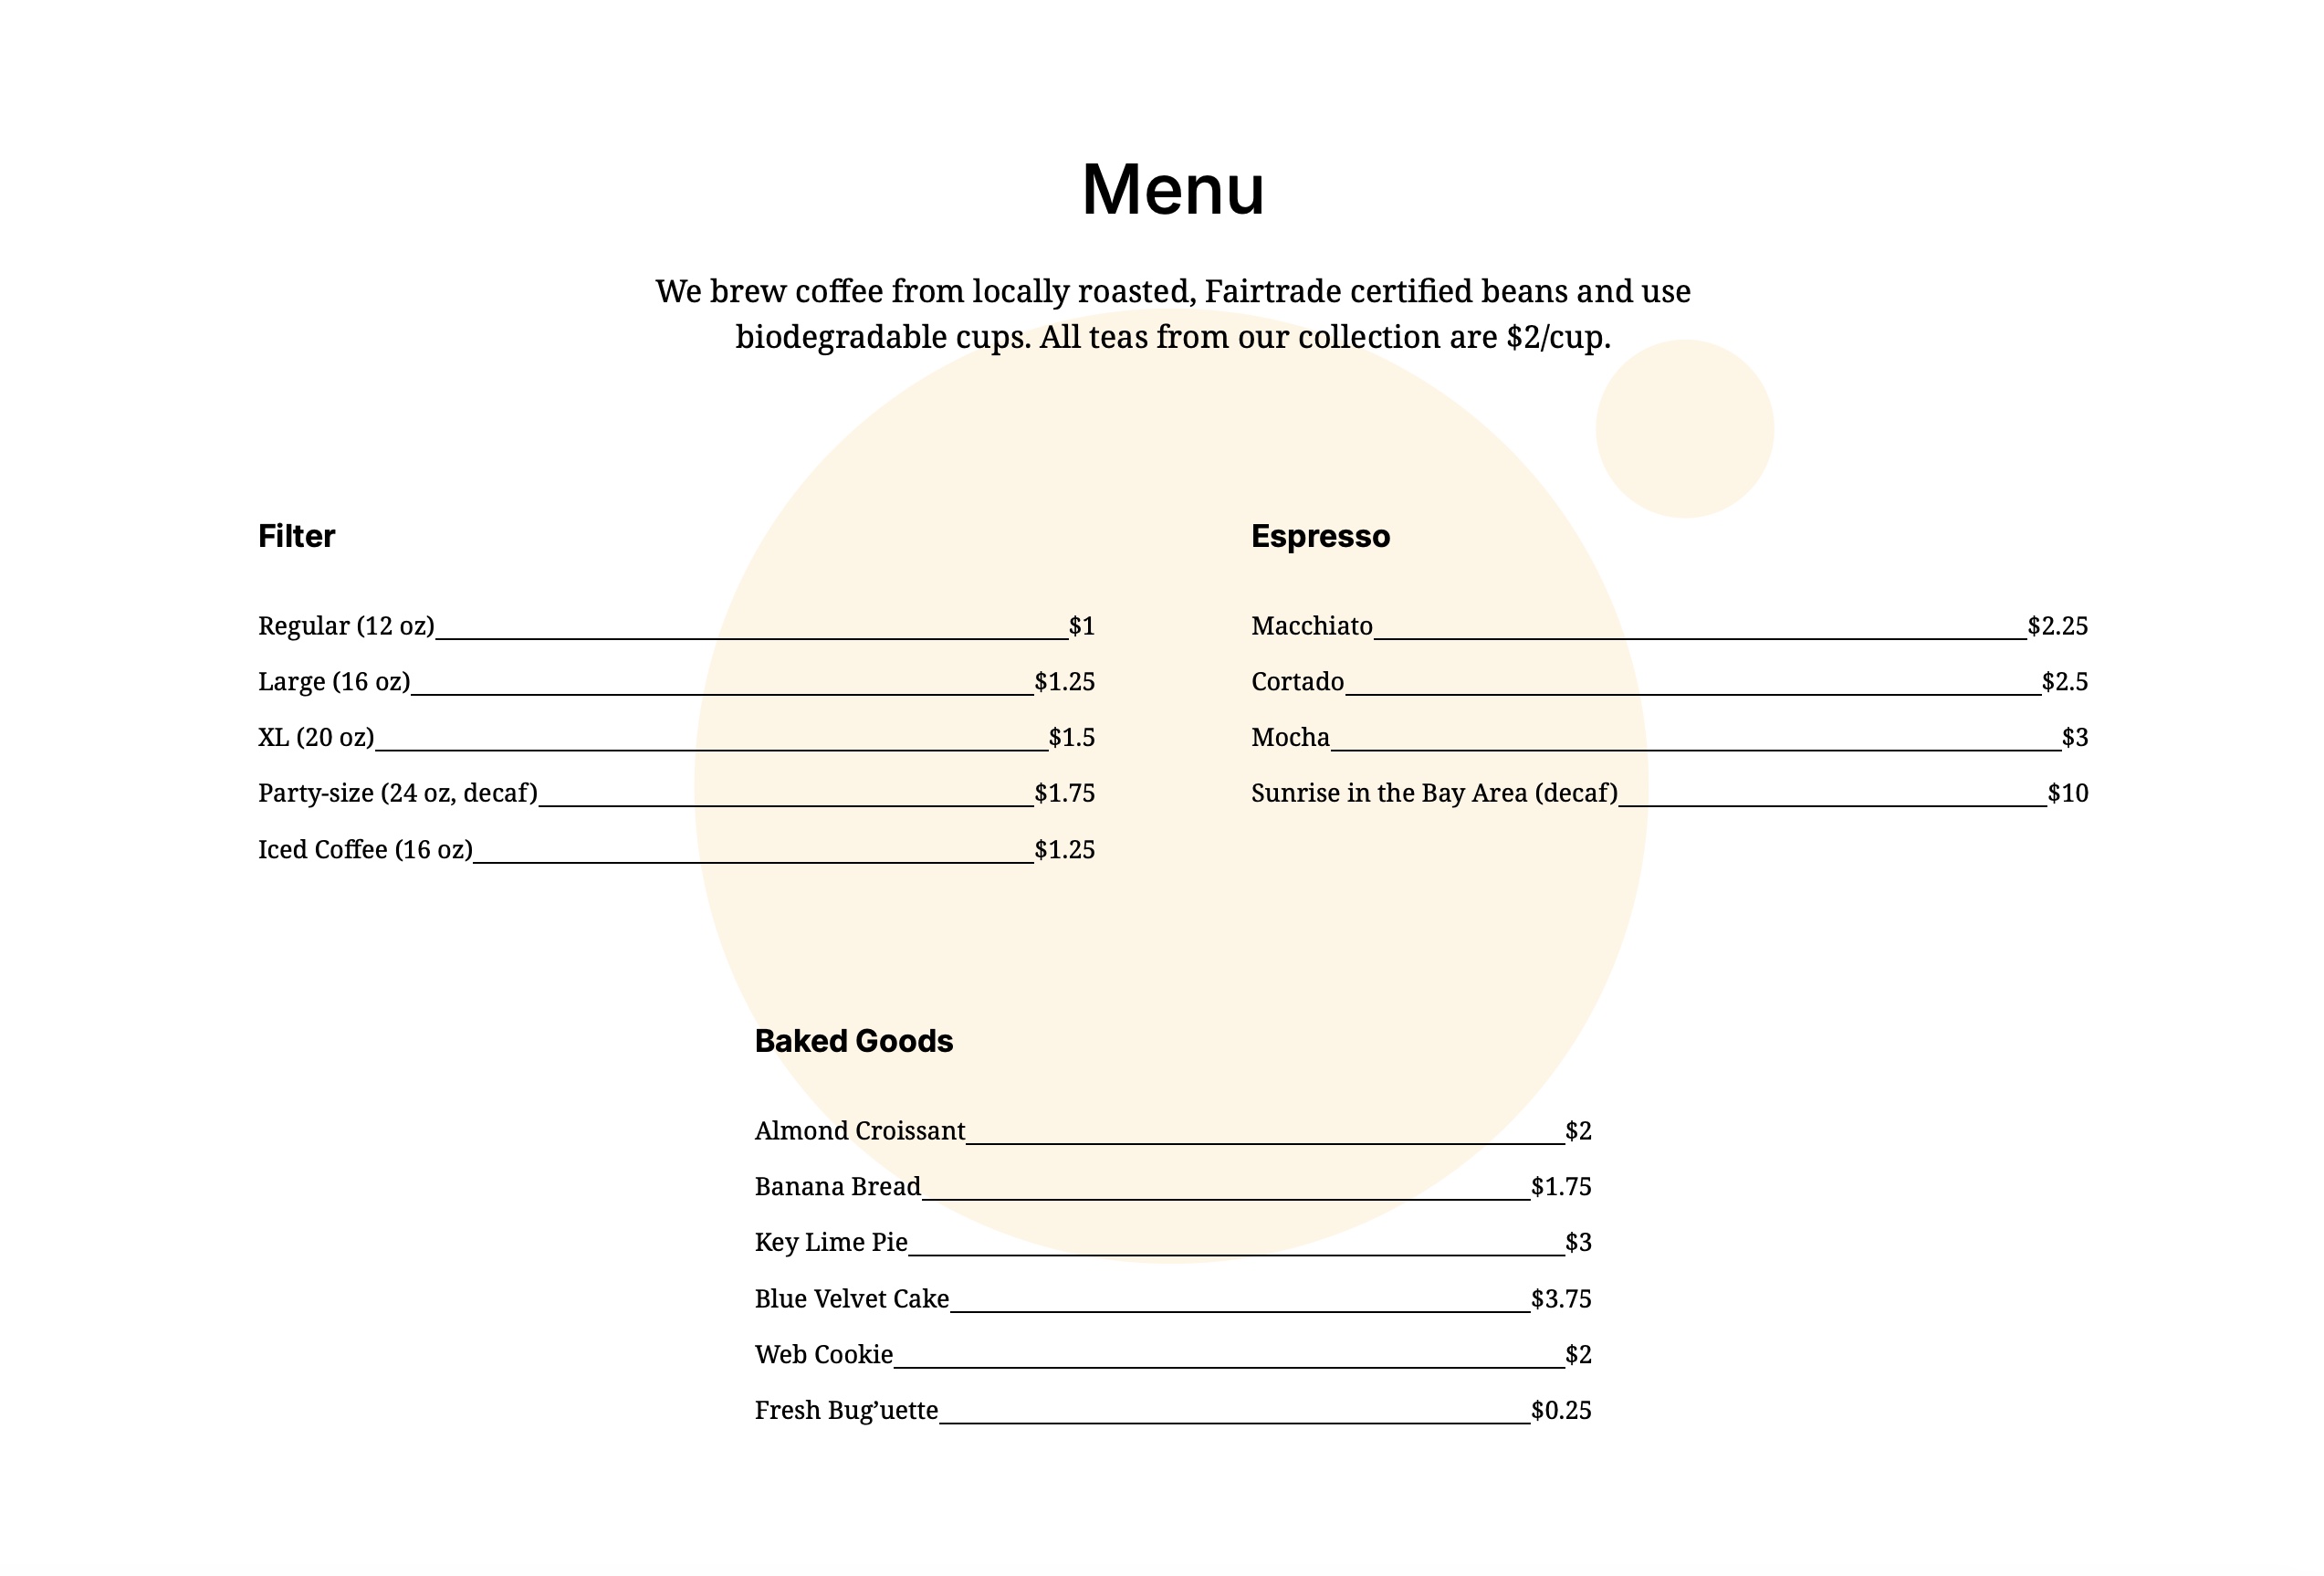 Menu
We brew coffee from locally roasted, Fairtrade certified beans and use
biodegradable cups. All teas from our collection are $2/cup.
Filter
Regular (12 oz) $1
Large (16 oz) $1.25
XL (20 oz) $1.5
Party-size (24 oz, decaf) $1.75
Iced Coffee (16 oz) $1.25
Espresso
Macchiato $2.25
Cortado $2.5
Mocha $3
Sunrise in the Bay Area (decaf) $10
Baked Goods
Almond Croissant $2
Banana Bread $1.75
Key Lime Pie $3
Blue Velvet Cake $3.75
Web Cookie $2
Fresh Bug’uette $0.25